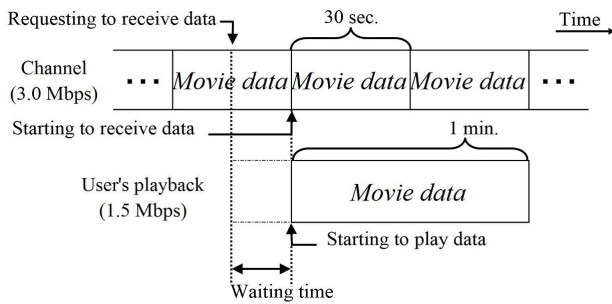 Requesting to receive data
30 sec.
Time
Channel
(3.0 Mbps)
... Movie data Movie data Movie data ...
Starting to receive data
1 min.
User's playback
(1.5 Mbps)
Movie data
Starting to play data
Waiting time